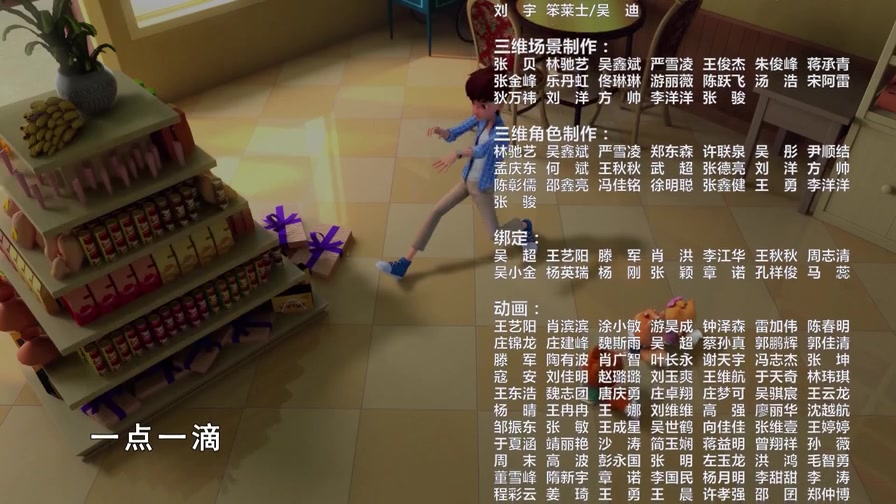 刘 宇 笨莱士/吴 迪
三维场景制作：
张 贝 林驰艺 吴鑫斌 严雪凌 王俊杰 朱俊峰 蒋承青
张金峰 乐丹虹 佟琳琳 游丽薇 陈跃飞 汤 浩 宋阿雷
狄万祎 刘 洋 方 帅 李洋洋 张 骏
三维角色制作：
林驰艺 吴鑫斌 严雪凌 郑东森 许联泉 吴 彤 尹顺结
孟庆东 何 斌 王秋秋 武 超 张德亮 刘 洋 方 帅
陈彰儒 邵鑫亮 冯佳铭 徐明聪 张鑫健 王 勇 李洋洋
张 骏
绑定：
吴 超 王艺阳 滕 军 肖 洪 李江华 王秋秋 周志清
吴小金 杨英瑞 杨 刚 张 颖 章 诺 孔祥俊 马 蕊
动画：
王艺阳 肖滨滨 涂小敏 游昊成 钟泽森 雷加伟 陈春明
庄锦龙 庄建峰 魏斯雨 吴 超 蔡孙真 郭鹏辉 郭佳清
滕 军 陶有波 肖广智 叶长永 谢天宇 冯志杰 张 坤
寇 安 刘佳明 赵璐璐 刘玉爽 王维航 于天奇 林玮琪
王东浩 魏志团 唐庆勇 庄卓翔 庄梦可 吴骐宸 王云龙
杨 晴 王冉冉 王 娜 刘维维 高 强 廖丽华 沈越航
邹振东 张 敏 王成星 吴世鹤 向佳佳 张维壹 王婷婷
于夏涵 靖丽艳 沙 涛 简玉娴 蒋益明 曾翔祥 孙 薇
周 末 高 波 彭永国 张 明 左玉龙 洪 鸿 毛智勇
董雪峰 隋新宇 章 诺 李国民 杨月明 李甜甜 李 涛
程彩云 姜 琦 王 勇 王 晨 许孝强 邵 团 郑仲博
一点一滴